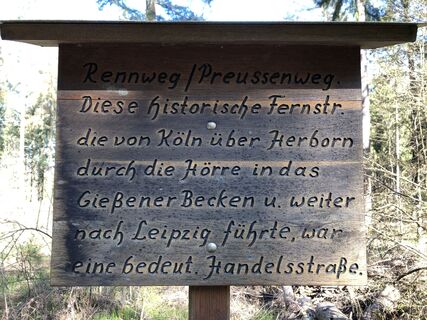 Rennweg/Preussenweg.
Diese historische Fernstr.
die von Köln über Herborn
durch die Hörre in das
Gießener Becken u. weiter
nach Leipzig führte, war
eine bedeut. Handelsstraße.